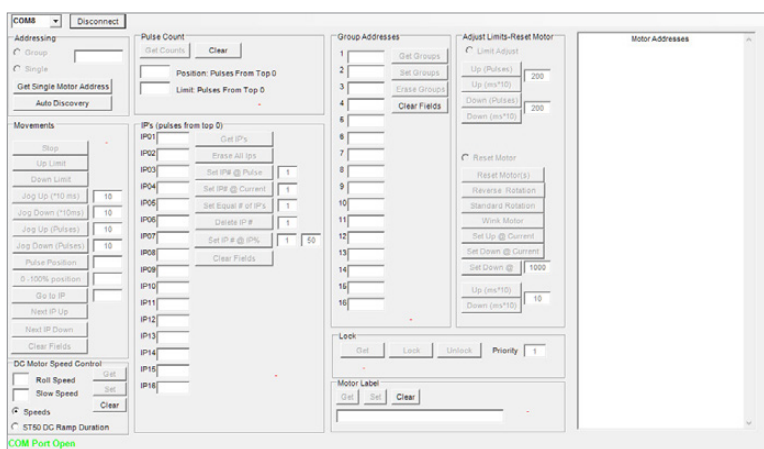 COM8 Disconnect
Addressing
Group
Single
Get Single Motor Address
Auto Discovery
Pulse Count
Get Counts Clear
Position: Pulses From Top 0
Limit: Pulses From Top 0
Group Addresses
1 Get Groups
2 Set Groups
3 Erase Groups
4 Clear Fields
5
6
7
8
9
10
11
12
13
14
15
16
Adjust Limits-Reset Motor
Limit Adjust
Up (Pulses) 200
Up (ms*10)
Down (Pulses) 200
Down (ms*10)
Reset Motor
Reset Motor(s)
Reverse Rotation
Standard Rotation
Wink Motor
Set Up @ Current
Set Down @ Current
Set Down @ 1000
Up (ms*10) 10
Down (ms*10)
Motor Addresses
Movements
Stop
Up Limit
Down Limit
Jog Up (*10 ms) 10
Jog Down (*10ms) 10
Jog Up (Pulses) 10
Jog Down (Pulses) 10
Pulse Position
0 -100% position
Go to IP
Next IP Up
Next IP Down
Clear Fields
IP's (pulses from top 0)
IP01 Get IP's
IP02 Erase All Ips
IP03 Set IP# @ Pulse 1
IP04 Set IP# @ Current 1
IP05 Set Equal # of IP's 1
IP06 Delete IP # 1
IP07 Set IP # @ IP% 1 50
IP08 Clear Fields
IP09
IP10
IP11
IP12
IP13
IP14
IP15
IP16
Lock
Get Lock Unlock Priority 1
DC Motor Speed Control
Roll Speed Get
Slow Speed Set
Speeds Clear
ST50 DC Ramp Duration
Motor Label
Get Set Clear
COM Port Open